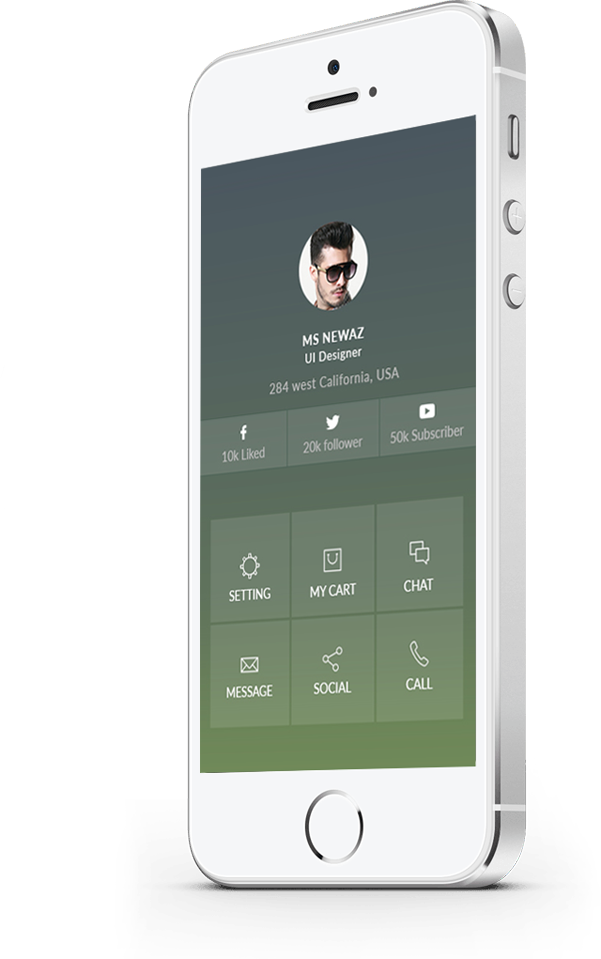 MS NEWAZ
UI Designer
284 west California, USA
10k Liked
20k follower
50k Subscriber
SETTING
MY CART
CHAT
MESSAGE
SOCIAL
CALL